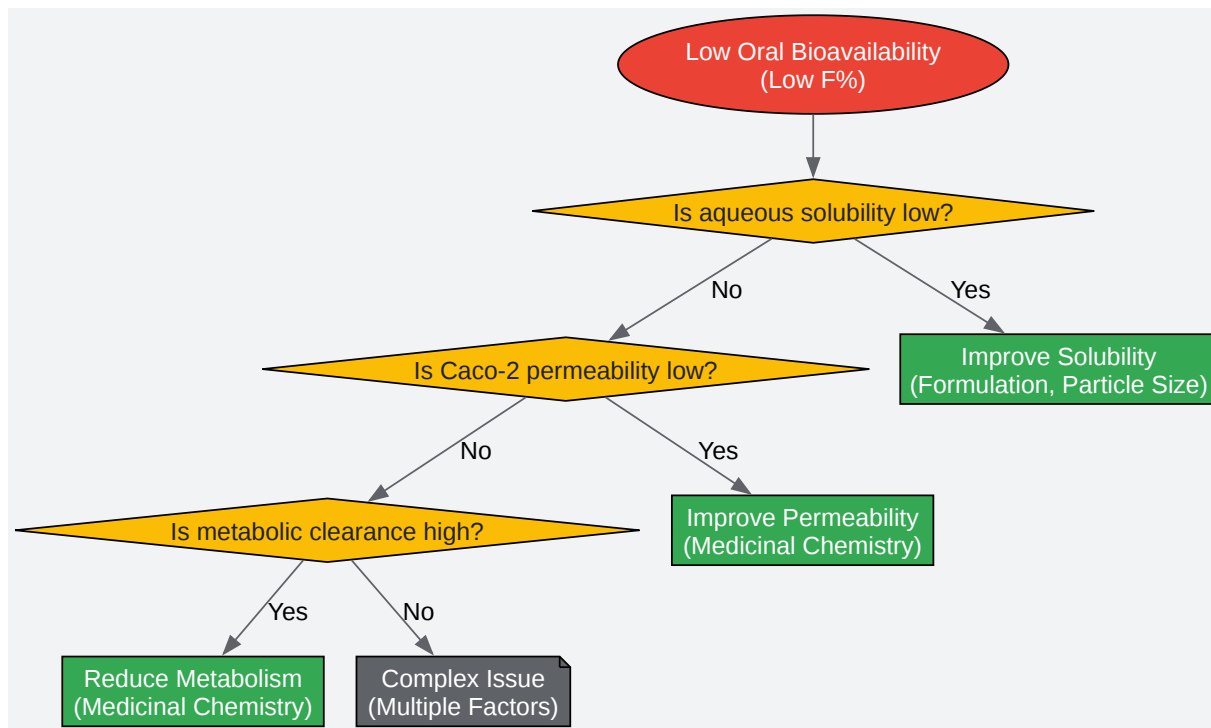 Low Oral Bioavailability
(Low F%)
Is aqueous solubility low?
No
Yes
Is Caco-2 permeability low?
Improve Solubility
(Formulation, Particle Size)
No
Yes
Is metabolic clearance high?
Improve Permeability
(Medicinal Chemistry)
Yes
No
Reduce Metabolism
(Medicinal Chemistry)
Complex Issue
(Multiple Factors)